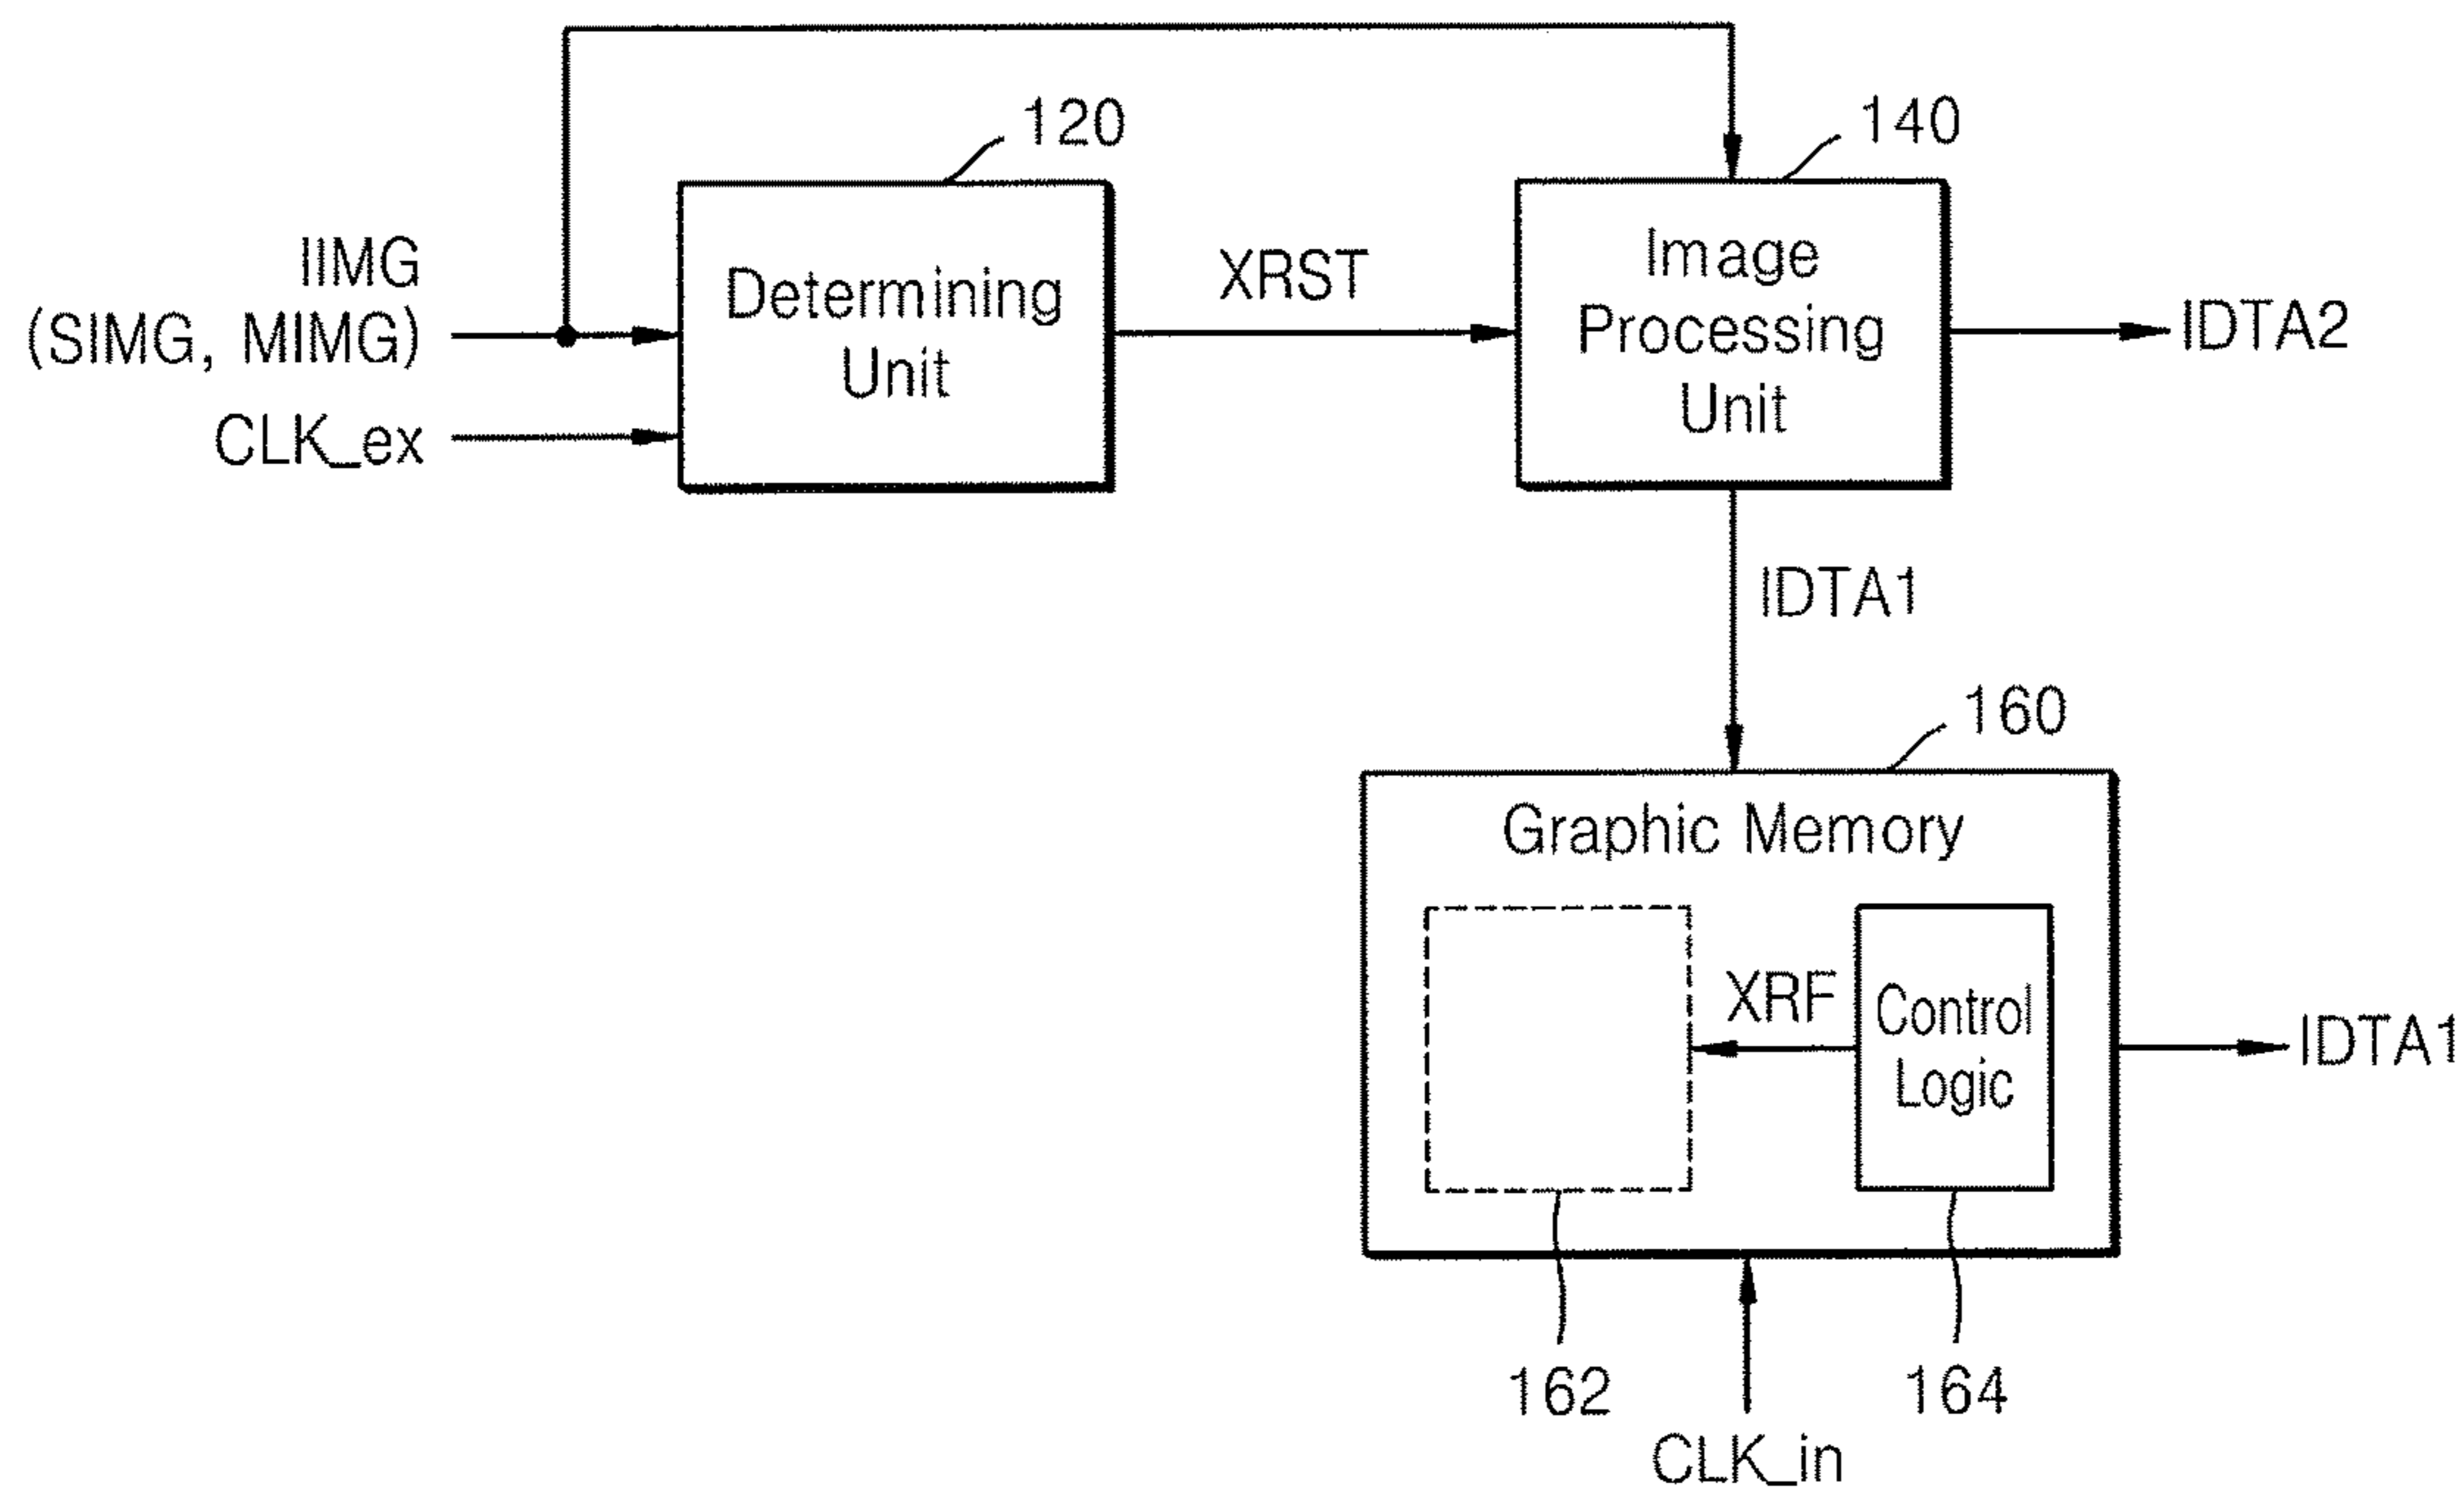 120
140
IIMG
(SIMG, MIMG)
CLK_ex
Determining
Unit
XRST
Image
Processing
Unit
IDTA2
IDTA1
160
Graphic Memory
XRF
Control
Logic
IDTA1
162
164
CLK_in